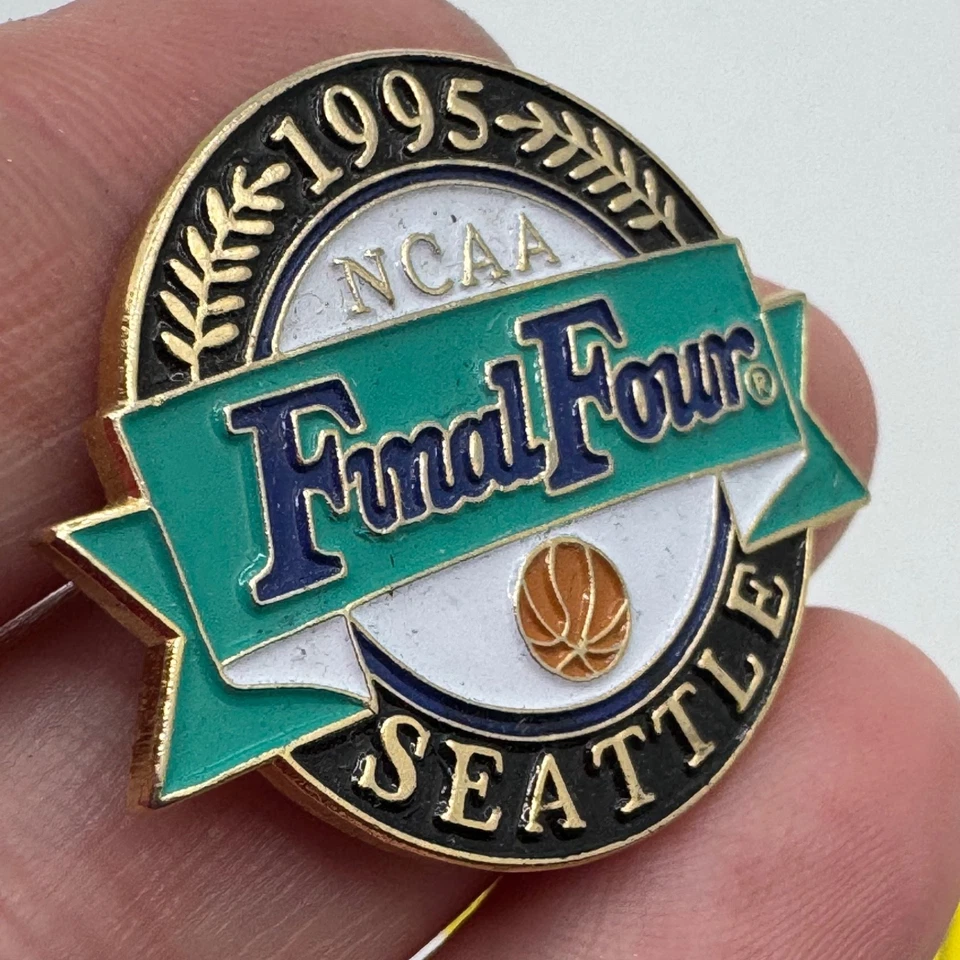 1995
NCAA
Final Four®
SEATTLE